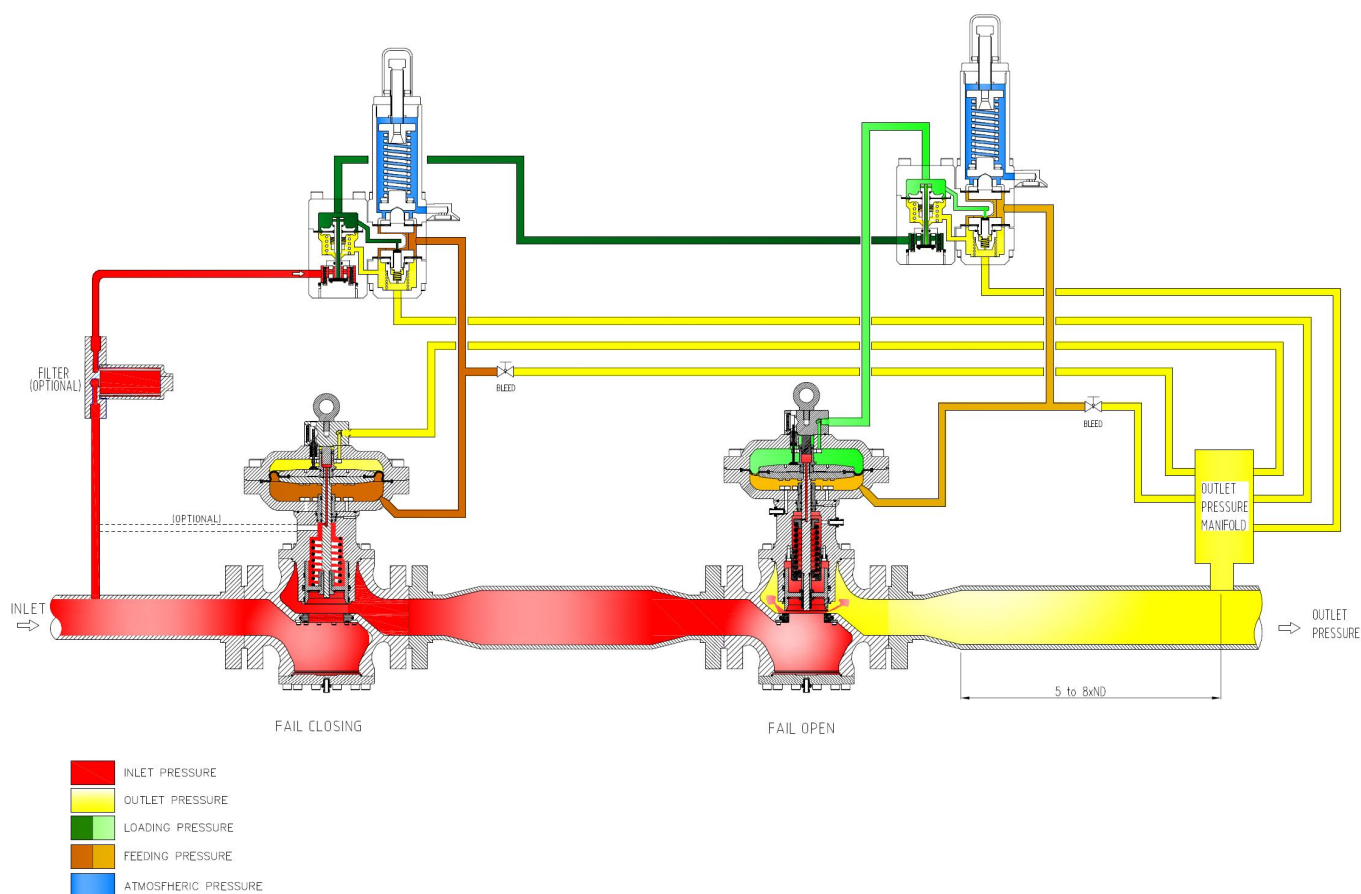 FILTER
(OPTIONAL)
BLEED
BLEED
OUTLET
PRESSURE
MANIFOLD
(OPTIONAL)
INLET
OUTLET
PRESSURE
5 to 8xND
FAIL CLOSING
FAIL OPEN
INLET PRESSURE
OUTLET PRESSURE
LOADING PRESSURE
FEEDING PRESSURE
ATMOSFHERIC PRESSURE